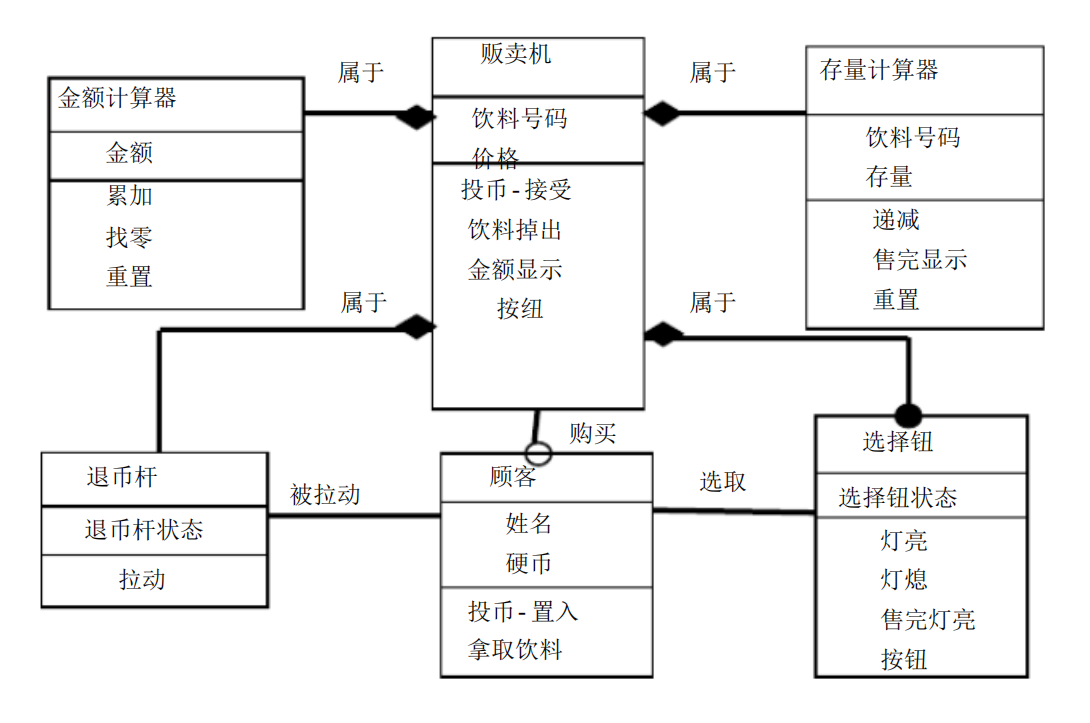 贩卖机
饮料号码
价格
投币-接受
饮料掉出
金额显示
按纽
属于
金额计算器
金额
累加
找零
重置
属于
存量计算器
饮料号码
存量
递减
售完显示
重置
属于
属于
购买
退币杆
退币杆状态
拉动
被拉动
顾客
姓名
硬币
投币-置入
拿取饮料
选取
选择钮
选择钮状态
灯亮
灯熄
售完灯亮
按钮